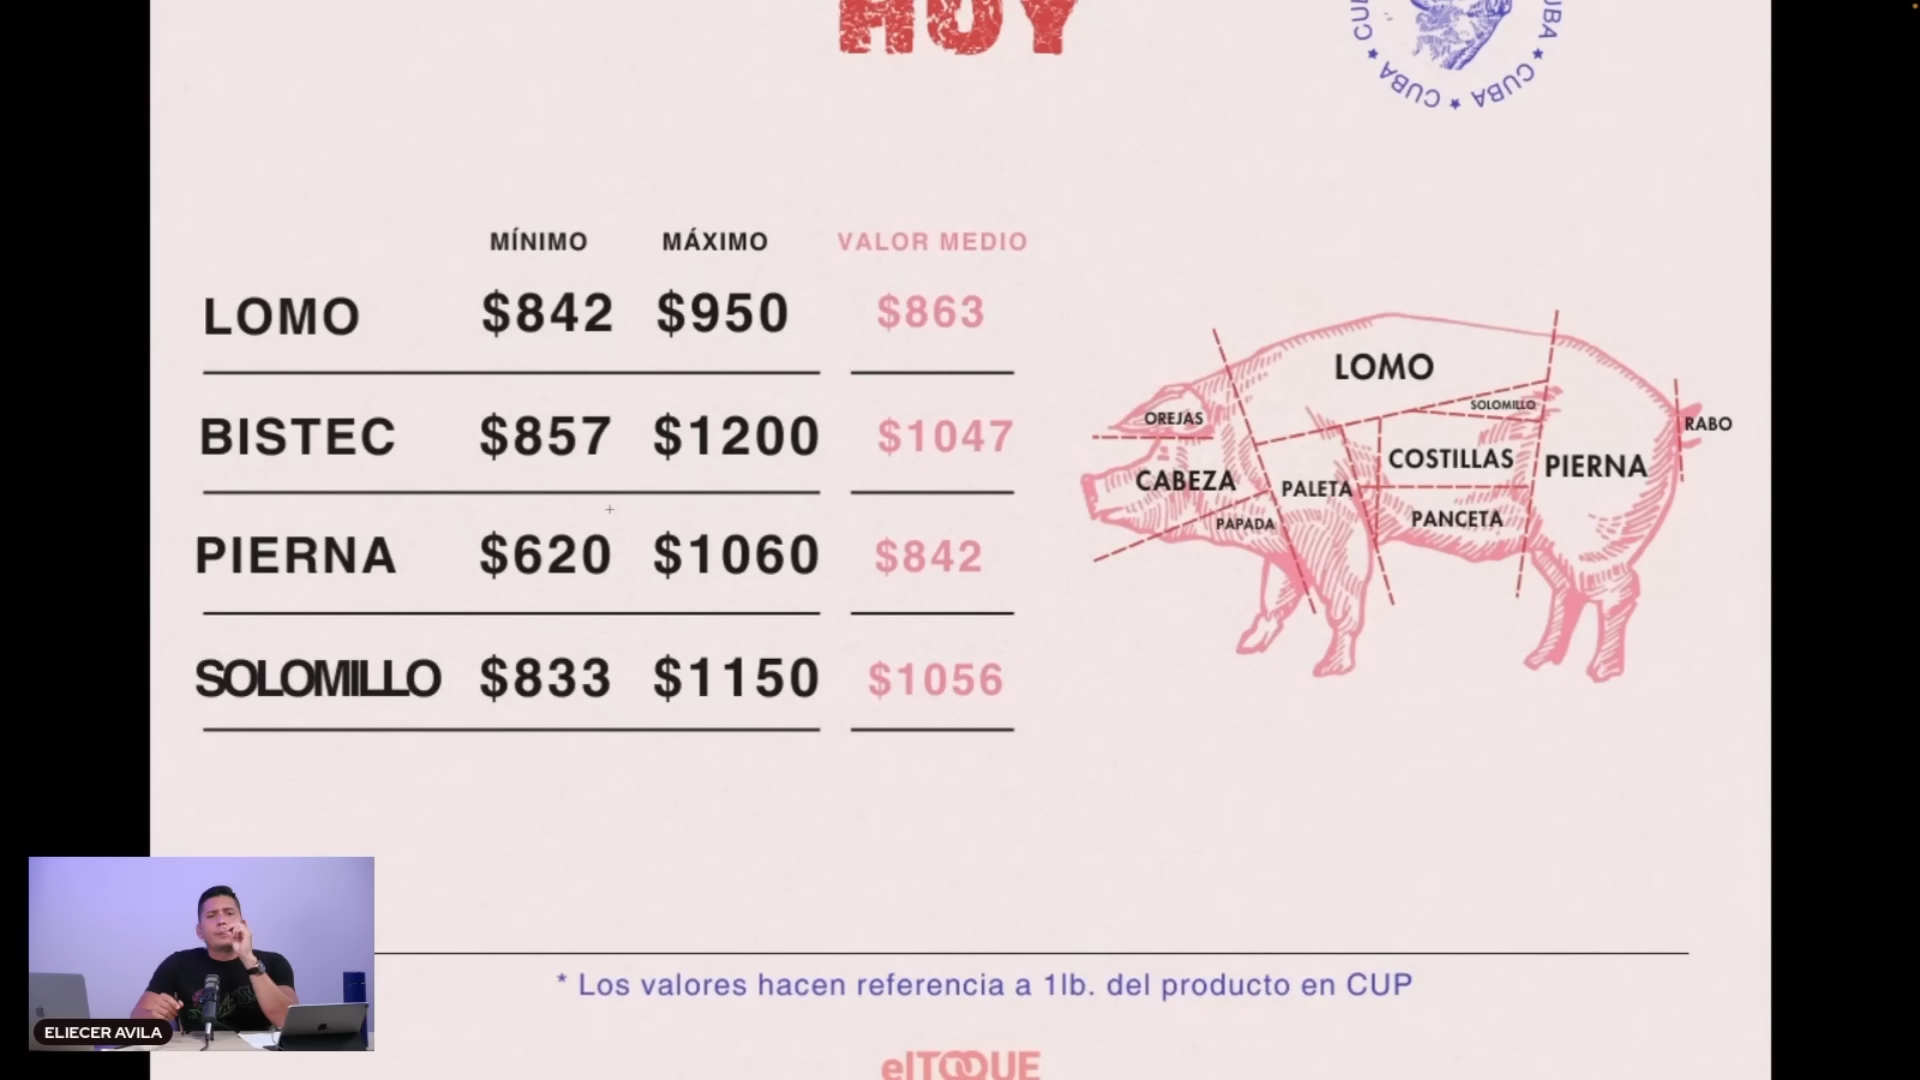 HOY
CUBA ★ CUBA ★ CUBA ★ CUBA
MÍNIMO MÁXIMO VALOR MEDIO
LOMO $842 $950 $863
BISTEC $857 $1200 $1047
PIERNA $620 $1060 $842
SOLOMILLO $833 $1150 $1056
LOMO
SOLOMILLO
OREJAS
RABO
COSTILLAS
PIERNA
CABEZA
PALETA
PANCETA
PAPADA
* Los valores hacen referencia a 1lb. del producto en CUP
ELIECER AVILA
elTOQUE